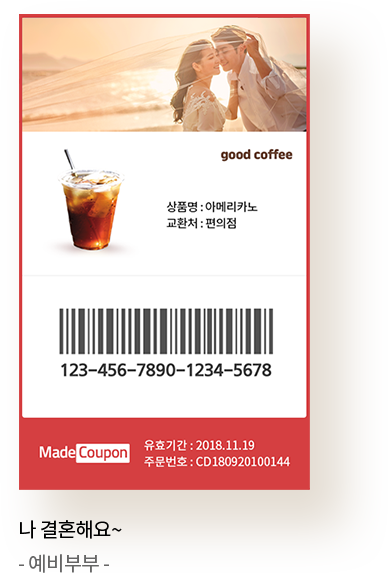 good coffee
상품명 : 아메리카노
교환처 : 편의점
123-456-7890-1234-5678
MadeCoupon
유효기간 : 2018.11.19
주문번호 : CD180920100144
나 결혼해요~
- 예비부부 -